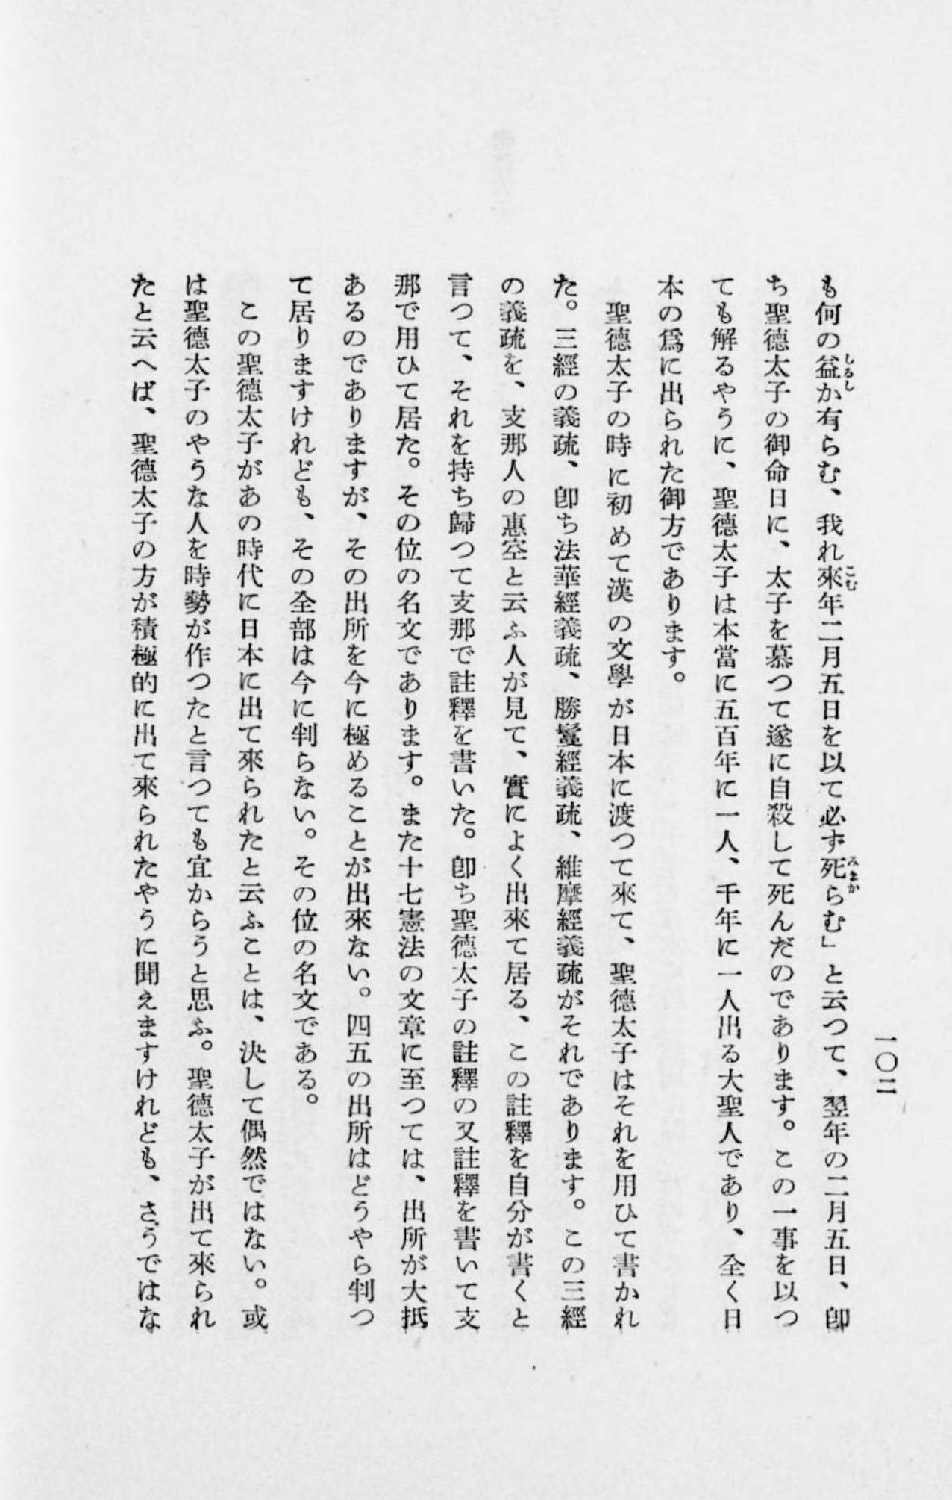 一〇二
も何の益か有らむ、我れ來年二月五日を以て必ず死らむ」と云つて、翌年の二月五日、卽
ち聖德太子の御命日に、太子を慕つて遂に自殺して死んだのであります。この一事を以つ
ても解るやうに、聖德太子は本當に五百年に一人、千年に一人出る大聖人であり、全く日
本の爲に出られた御方であります。
聖德太子の時に初めて漢の文學が日本に渡つて來て、聖德太子はそれを用ひて書かれ
た。三經の義疏、卽ち法華經義疏、勝鬘經義疏、維摩經義疏がそれであります。この三經
の義疏を、支那人の惠空と云ふ人が見て、實によく出來て居る、この註釋を自分が書くと
言つて、それを持ち歸つて支那で註釋を書いた。卽ち聖德太子の註釋の又註釋を書いて支
那で用ひて居た。その位の名文であります。また十七憲法の文章に至つては、出所が大抵
あるのでありますが、その出所を今に極めることが出來ない。四五の出所はどうやら判つ
て居りますけれども、その全部は今に判らない。その位の名文である。
この聖德太子があの時代に日本に出て來られたと云ふことは、決して偶然ではない。或
は聖德太子のやうな人を時勢が作つたと言つても宜からうと思ふ。聖德太子が出て來られ
たと云へば、聖德太子の方が積極的に出て來られたやうに聞えますけれども、さうではな